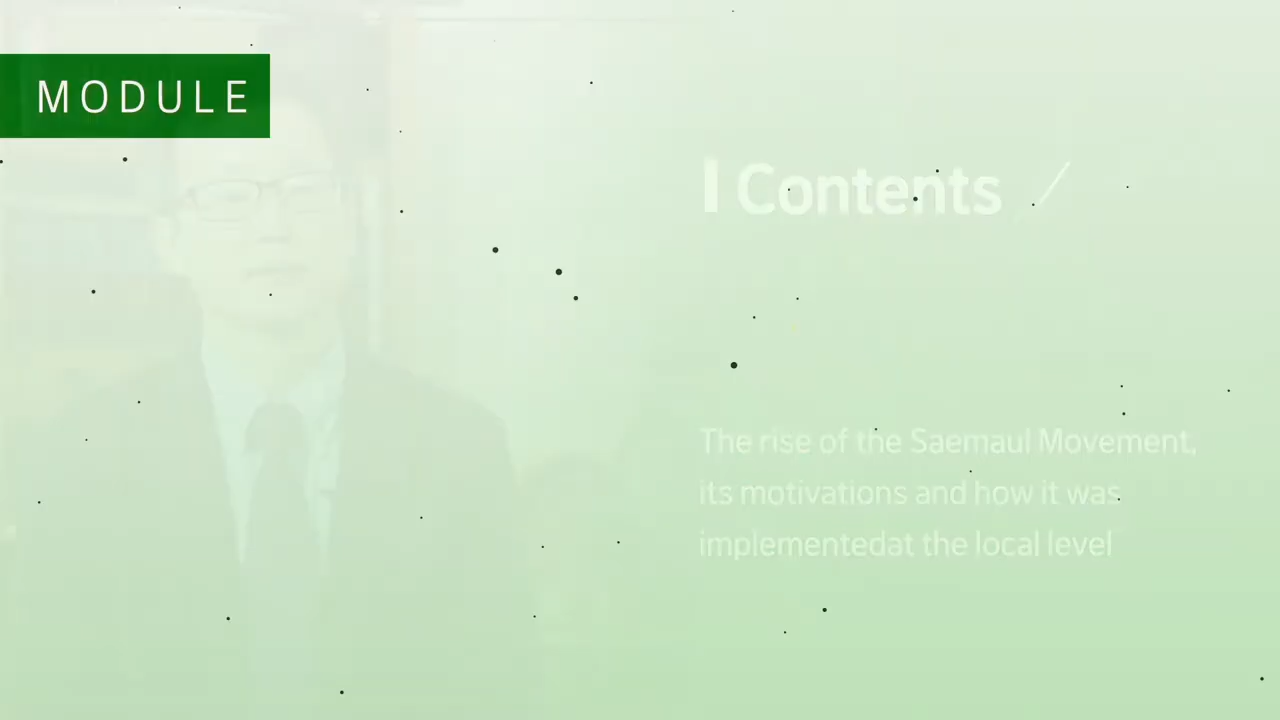 MODULE
Contents
The rise of the Saemaul Movement,
its motivations and how it was
implementedat the local level